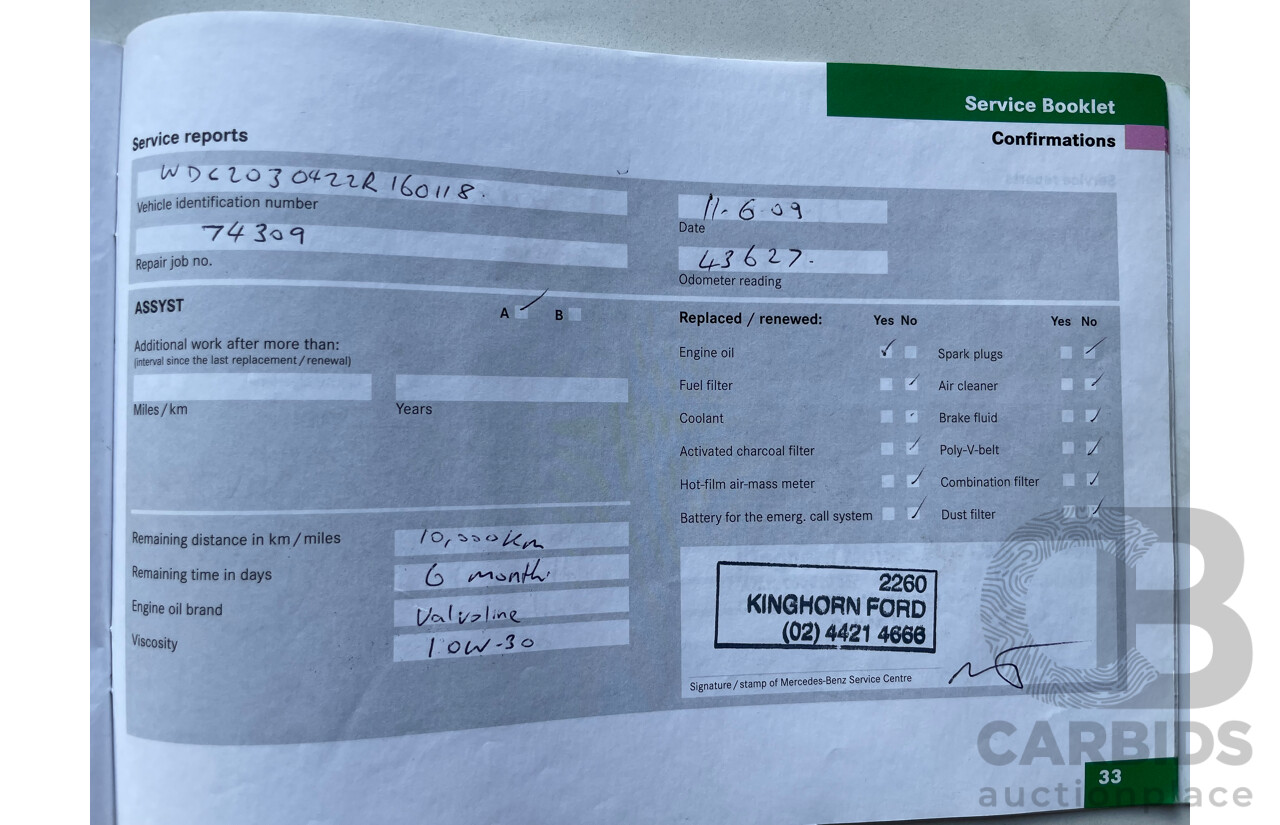 Service Booklet
Confirmations
Service reports
WDC2030422R160118.
Vehicle identification number
74309
Repair job no.
11-6-09
Date
43627.
Odometer reading
ASSYST
A B
Additional work after more than:
(interval since the last replacement / renewal)
Miles / km Years
Remaining distance in km / miles 10,000km
Remaining time in days 6 month
Engine oil brand Valvoline
Viscosity 10W-30
Replaced / renewed: Yes No Yes No
Engine oil Spark plugs
Fuel filter Air cleaner
Coolant Brake fluid
Activated charcoal filter Poly-V-belt
Hot-film air-mass meter Combination filter
Battery for the emerg. call system Dust filter
2260
KINGHORN FORD
(02) 4421 4666
Signature / stamp of Mercedes-Benz Service Centre
33
CB
CARBIDS
auctionplace